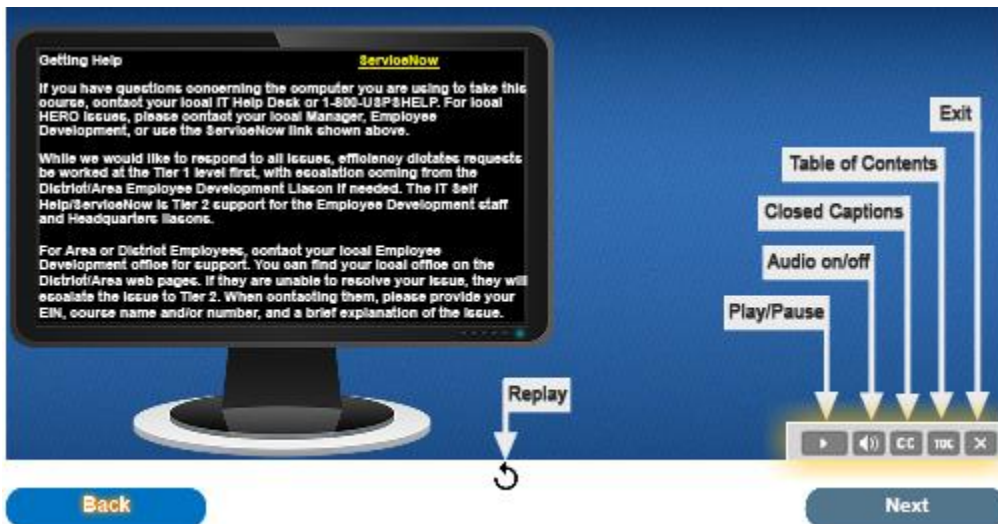 Getting Help ServiceNow
If you have questions concerning the computer you are using to take this
course, contact your local IT Help Desk or 1-800-USPSHELP. For local
HERO issues, please contact your local Manager, Employee
Development, or use the ServiceNow link shown above.
While we would like to respond to all issues, efficiency dictates requests
be worked at the Tier 1 level first, with escalation coming from the
District/Area Employee Development Liason if needed. The IT Self
Help/ServiceNow is Tier 2 support for the Employee Development staff
and Headquarters liasons.
For Area or District Employees, contact your local Employee
Development office for support. You can find your local office on the
District/Area web pages. If they are unable to resolve your issue, they will
escalate the issue to Tier 2. When contacting them, please provide your
EIN, course name and/or number, and a brief explanation of the issue.
Exit
Table of Contents
Closed Captions
Audio on/off
Play/Pause
Replay
CC TOC
Back
Next